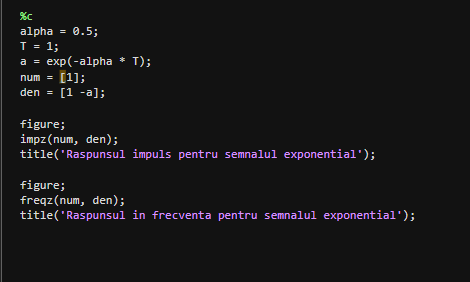 %c
alpha = 0.5;
T = 1;
a = exp(-alpha * T);
num = [1];
den = [1 -a];
figure;
impz(num, den);
title('Raspunsul impuls pentru semnalul exponential');
figure;
freqz(num, den);
title('Raspunsul in frecventa pentru semnalul exponential');